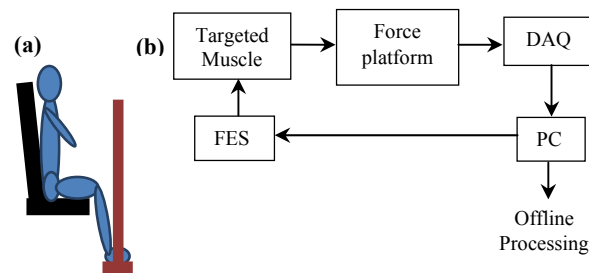 (a)
(b)
Targeted
Muscle
Force
platform
DAQ
FES
PC
Offline
Processing